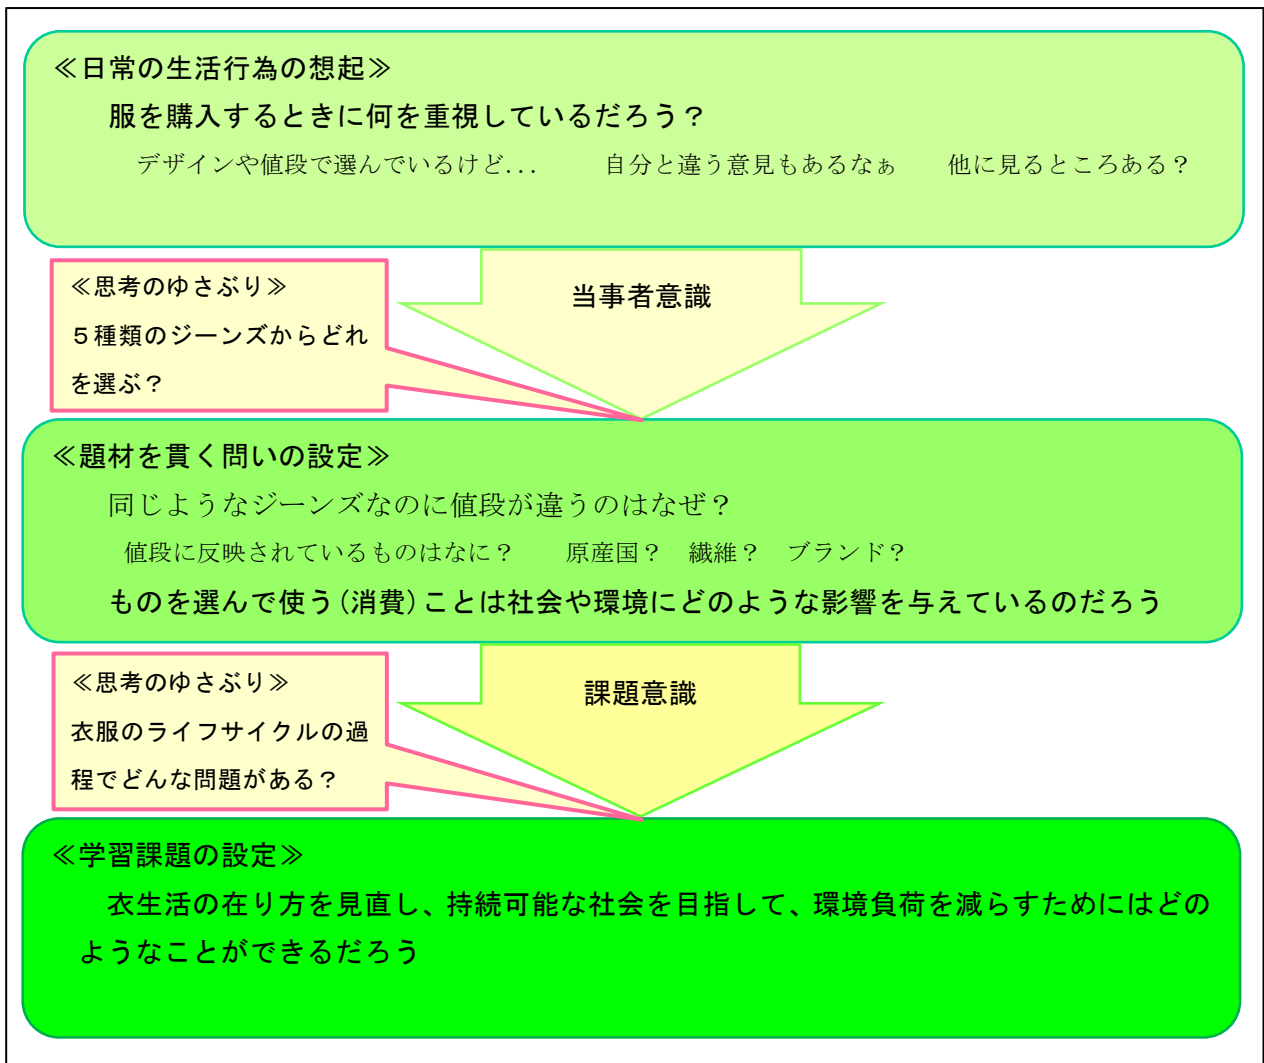 ≪日常の生活行為の想起≫
服を購入するときに何を重視しているだろう？
デザインや値段で選んでいるけど... 自分と違う意見もあるなぁ 他に見るところある？
≪思考のゆさぶり≫
５種類のジーンズからどれ
を選ぶ？
当事者意識
≪題材を貫く問いの設定≫
同じようなジーンズなのに値段が違うのはなぜ？
値段に反映されているものはなに？ 原産国？ 繊維？ ブランド？
ものを選んで使う(消費)ことは社会や環境にどのような影響を与えているのだろう
≪思考のゆさぶり≫
衣服のライフサイクルの過
程でどんな問題がある？
課題意識
≪学習課題の設定≫
衣生活の在り方を見直し、持続可能な社会を目指して、環境負荷を減らすためにはどの
ようなことができるだろう